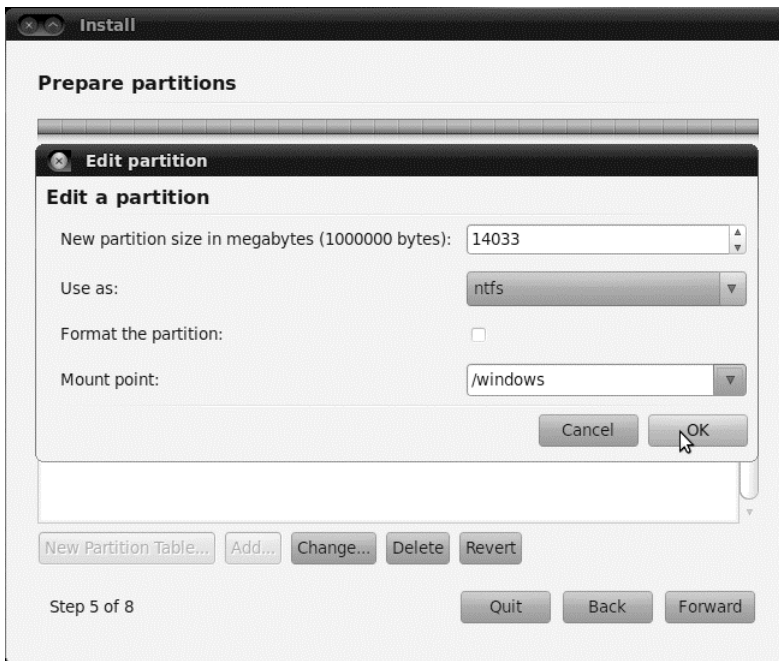 Install
Prepare partitions
Edit partition
Edit a partition
New partition size in megabytes (1000000 bytes): 14033
Use as: ntfs
Format the partition:
Mount point: /windows
Cancel OK
New Partition Table... Add... Change... Delete Revert
Step 5 of 8 Quit Back Forward